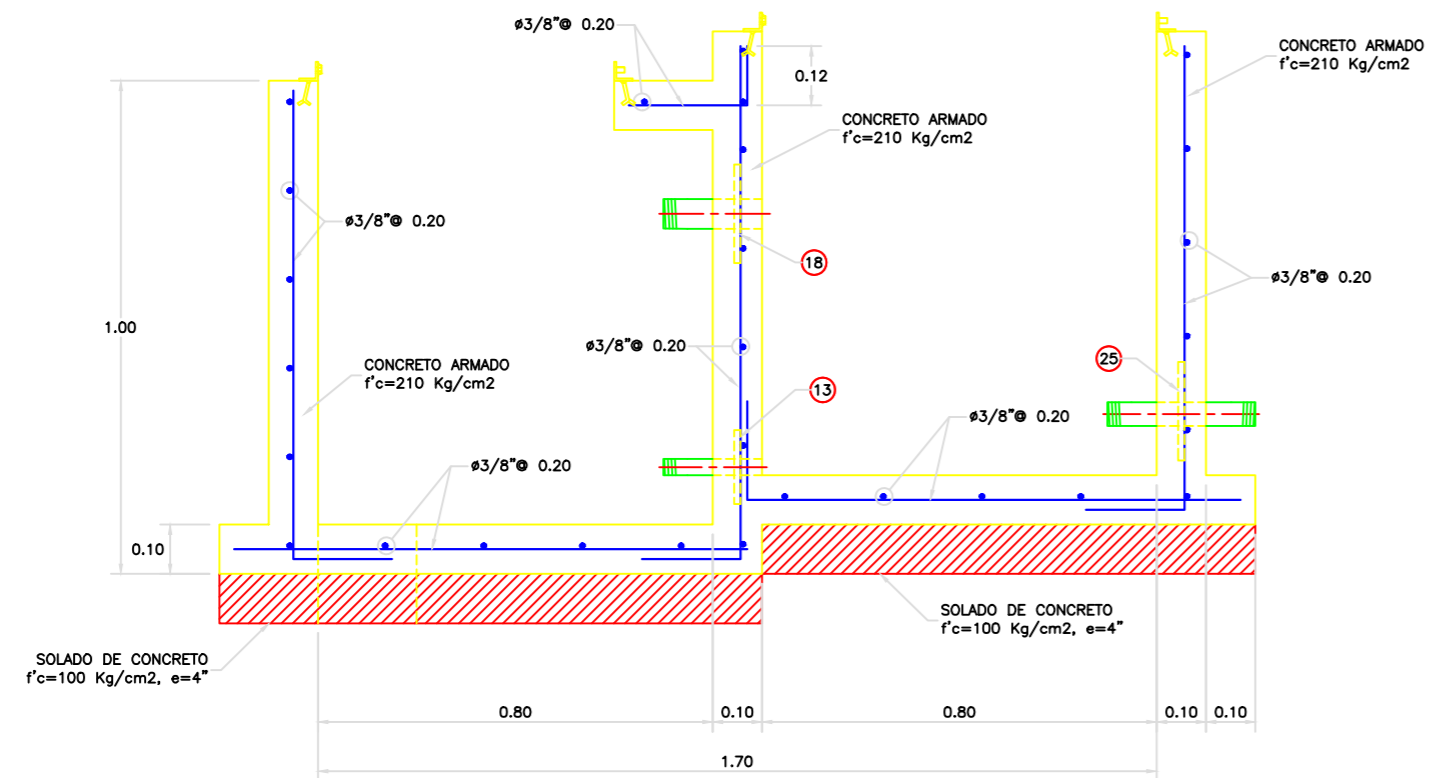 ø3/8"@ 0.20
CONCRETO ARMADO
f'c=210 Kg/cm2
0.12
CONCRETO ARMADO
f'c=210 Kg/cm2
ø3/8"@ 0.20
18
ø3/8"@ 0.20
1.00
ø3/8"@ 0.20
25
CONCRETO ARMADO
f'c=210 Kg/cm2
13
ø3/8"@ 0.20
ø3/8"@ 0.20
0.10
SOLADO DE CONCRETO
f'c=100 Kg/cm2, e=4"
SOLADO DE CONCRETO
f'c=100 Kg/cm2, e=4"
0.80
0.10
0.80
0.10
0.10
1.70